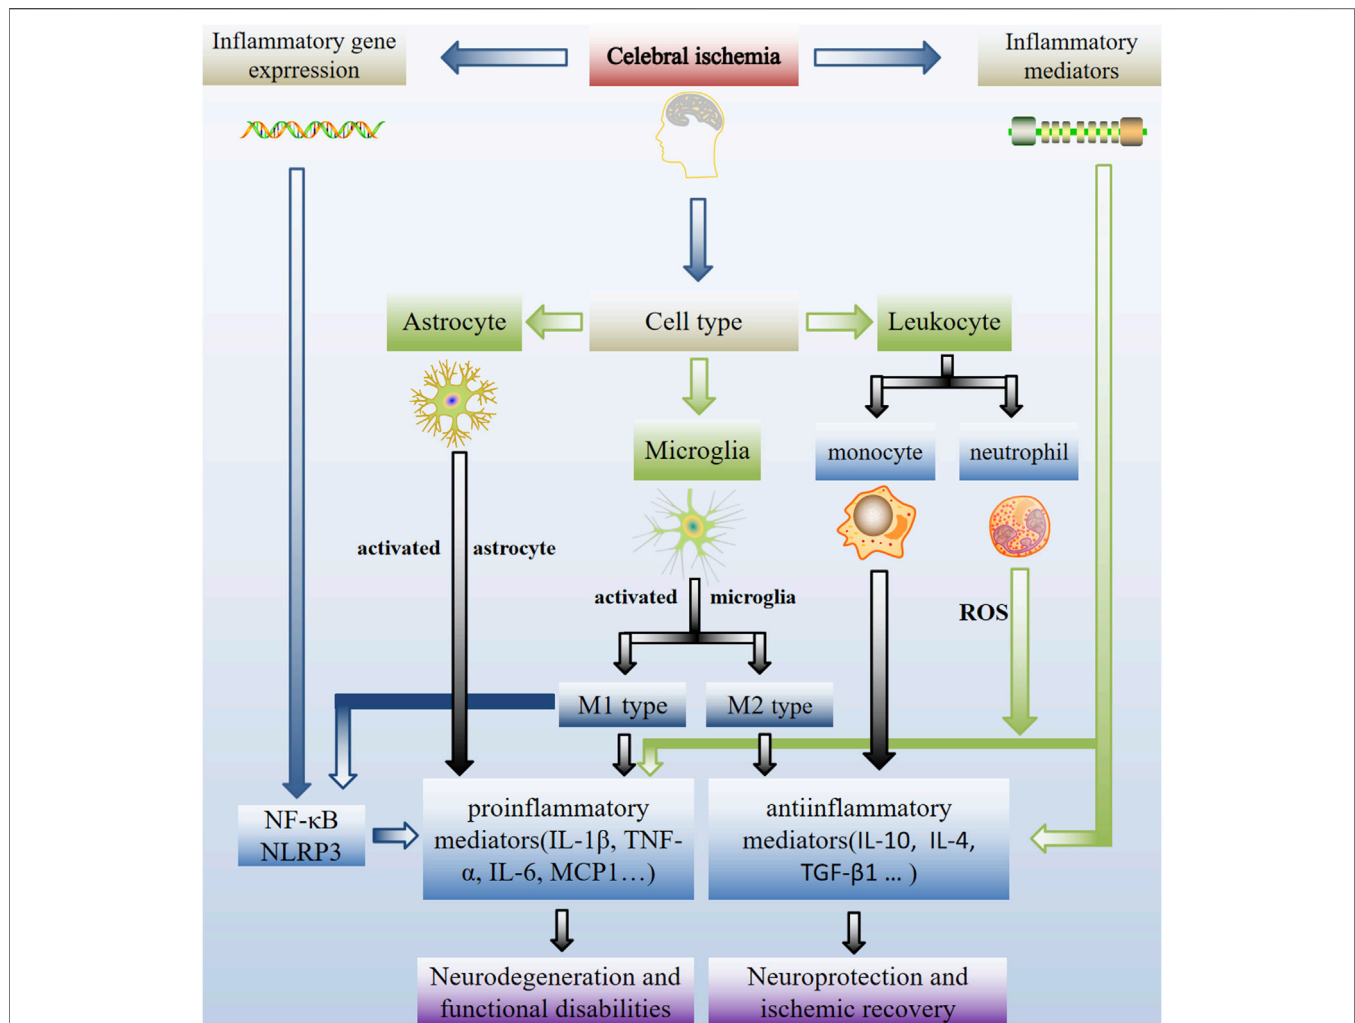 Inflammatory gene
exprression
Celebral ischemia
Inflammatory
mediators
Astrocyte
Cell type
Leukocyte
Microglia
monocyte
neutrophil
activated
astrocyte
activated
microglia
ROS
M1 type
M2 type
NF-κB
NLRP3
proinflammatory
mediators(IL-1β, TNF-
α, IL-6, MCP1…)
antiinflammatory
mediators(IL-10, IL-4,
TGF-β1 … )
Neurodegeneration and
functional disabilities
Neuroprotection and
ischemic recovery